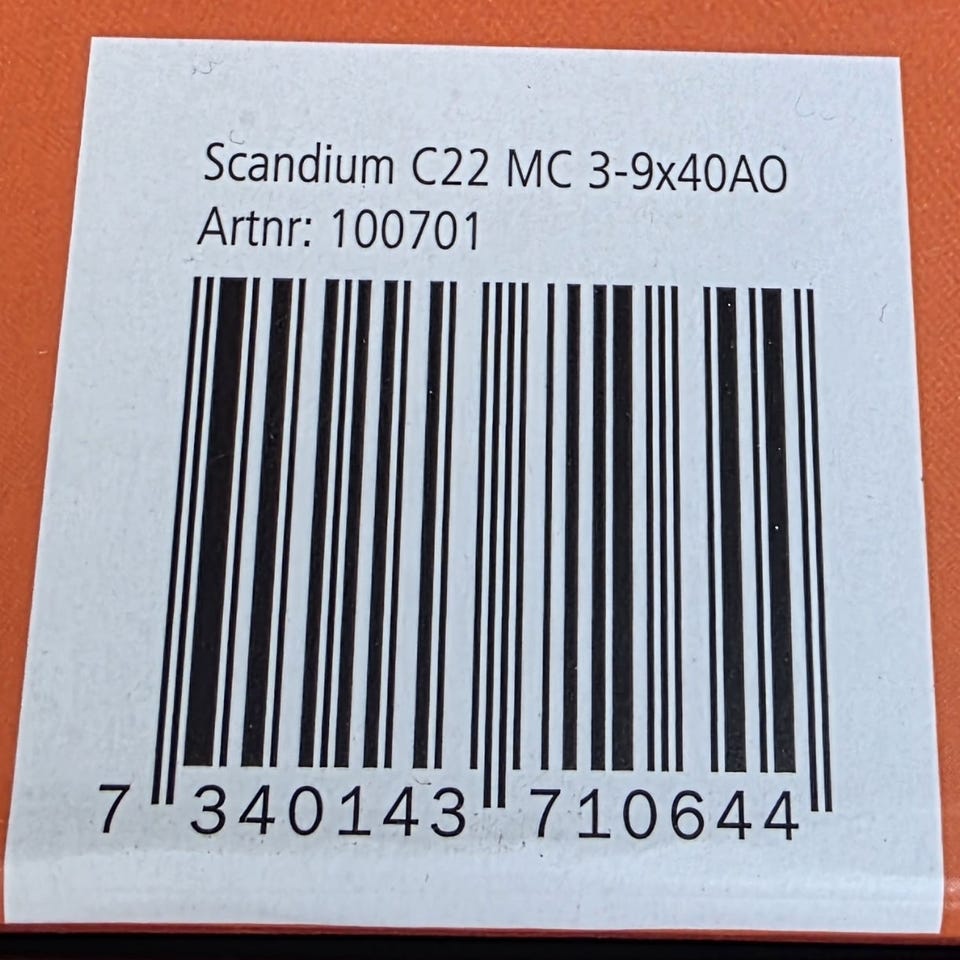 Scandium C22 MC 3-9x40AO
Artnr: 100701
7 340143 710644